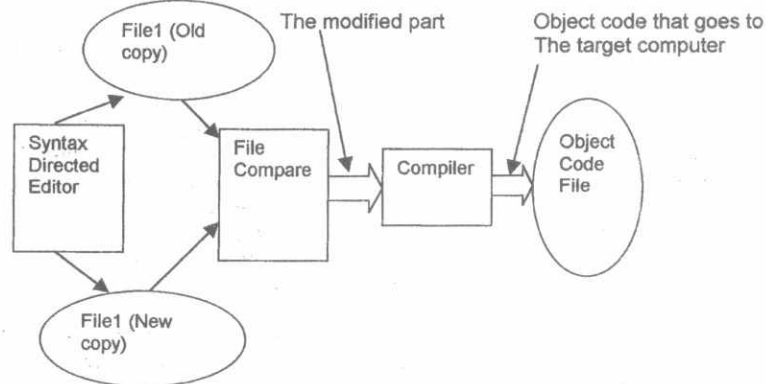 File1 (Old
copy)
The modified part
Object code that goes to
The target computer
Syntax
Directed
Editor
File
Compare
Compiler
Object
Code
File
File1 (New
copy)